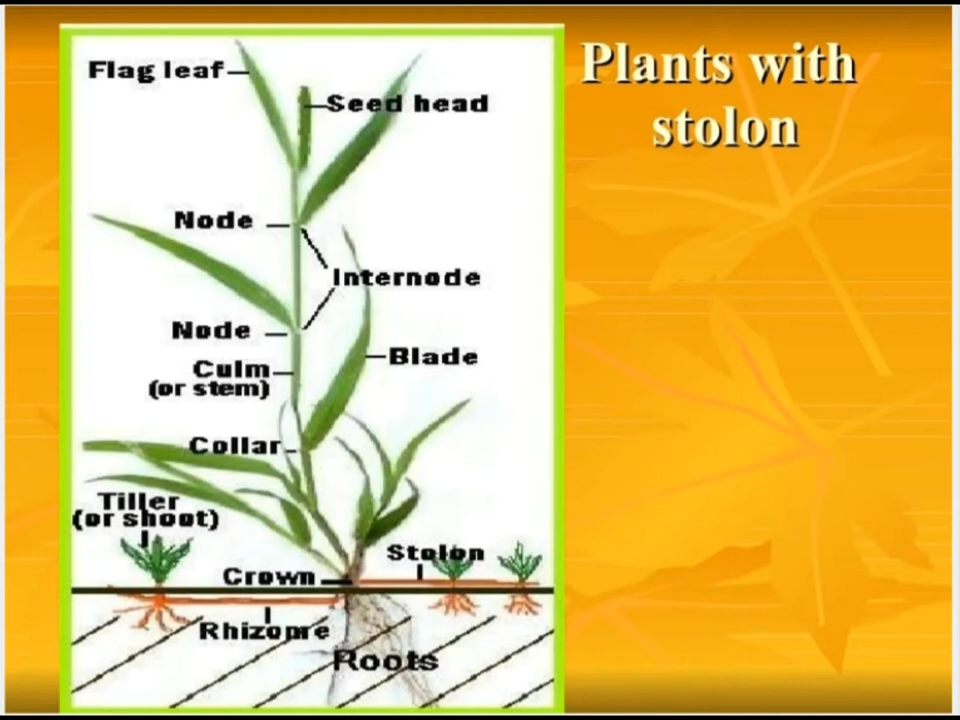 Plants with
stolon
Flag leaf
Seed head
Node
Internode
Node
Blade
Culm
(or stem)
Collar
Tiller
(or shoot)
Stolon
Crown
Rhizome
Roots